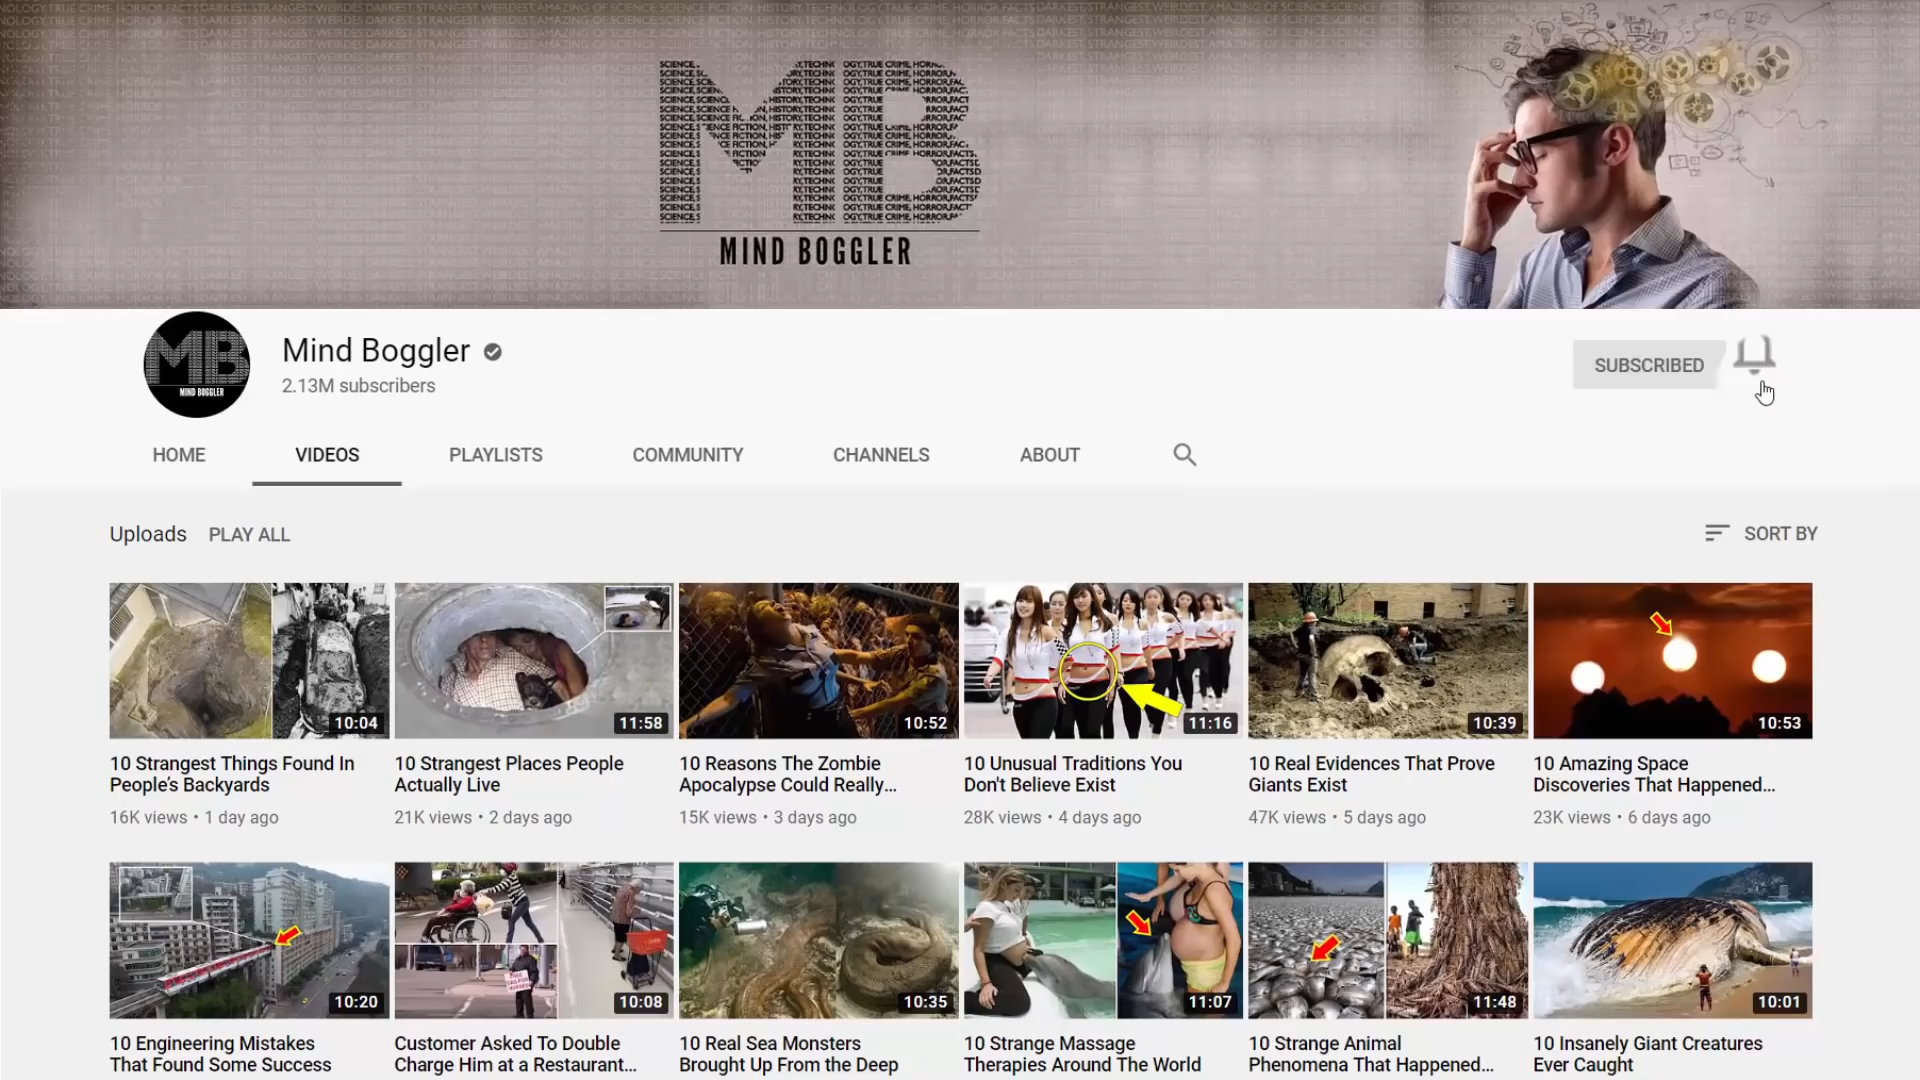 MIND BOGGLER
MB
MIND BOGGLER
Mind Boggler
2.13M subscribers
SUBSCRIBED
HOME VIDEOS PLAYLISTS COMMUNITY CHANNELS ABOUT
Uploads PLAY ALL SORT BY
10:04 11:58 10:52 11:16 10:39 10:53
10 Strangest Things Found In
People’s Backyards
16K views • 1 day ago
10 Strangest Places People
Actually Live
21K views • 2 days ago
10 Reasons The Zombie
Apocalypse Could Really...
15K views • 3 days ago
10 Unusual Traditions You
Don't Believe Exist
28K views • 4 days ago
10 Real Evidences That Prove
Giants Exist
47K views • 5 days ago
10 Amazing Space
Discoveries That Happened...
23K views • 6 days ago
10:20 10:08 10:35 11:07 11:48 10:01
10 Engineering Mistakes
That Found Some Success
Customer Asked To Double
Charge Him at a Restaurant...
10 Real Sea Monsters
Brought Up From the Deep
10 Strange Massage
Therapies Around The World
10 Strange Animal
Phenomena That Happened...
10 Insanely Giant Creatures
Ever Caught